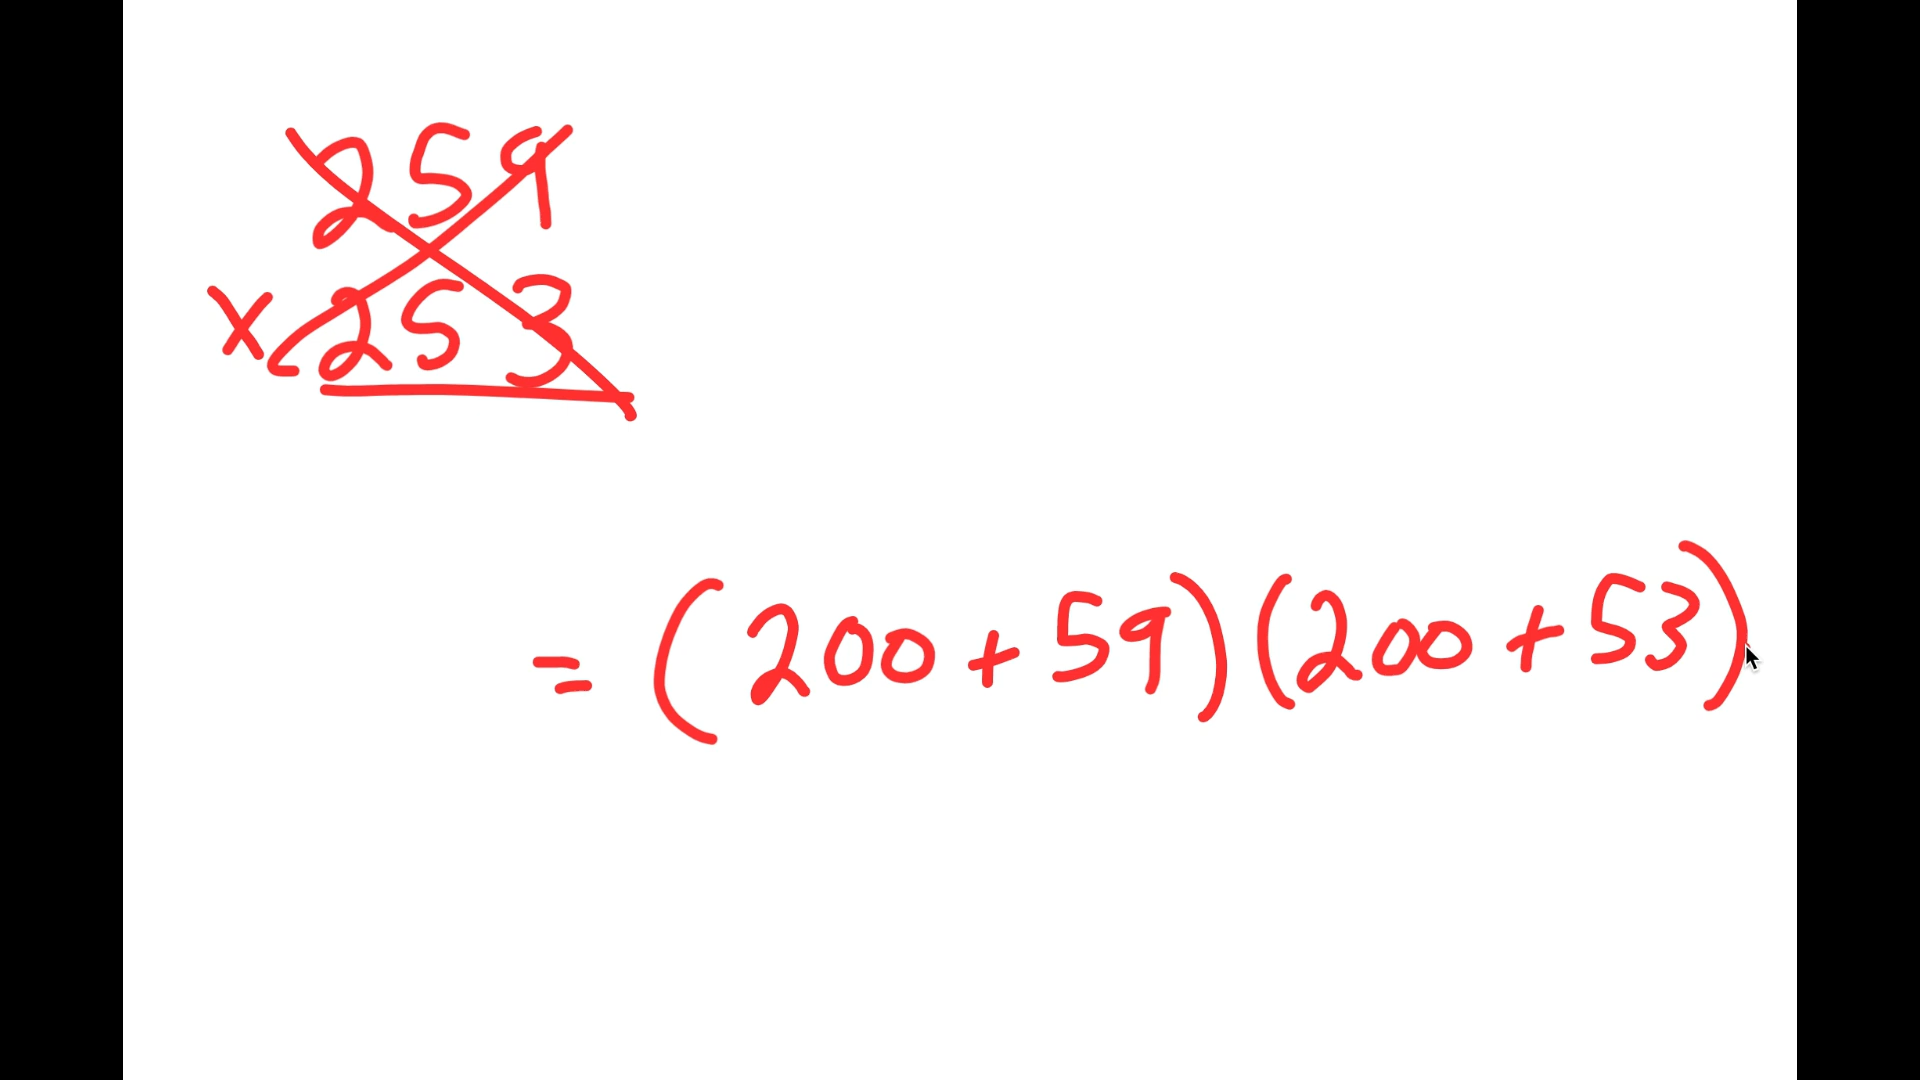 259
x 253
= (200 + 59) (200 + 53)